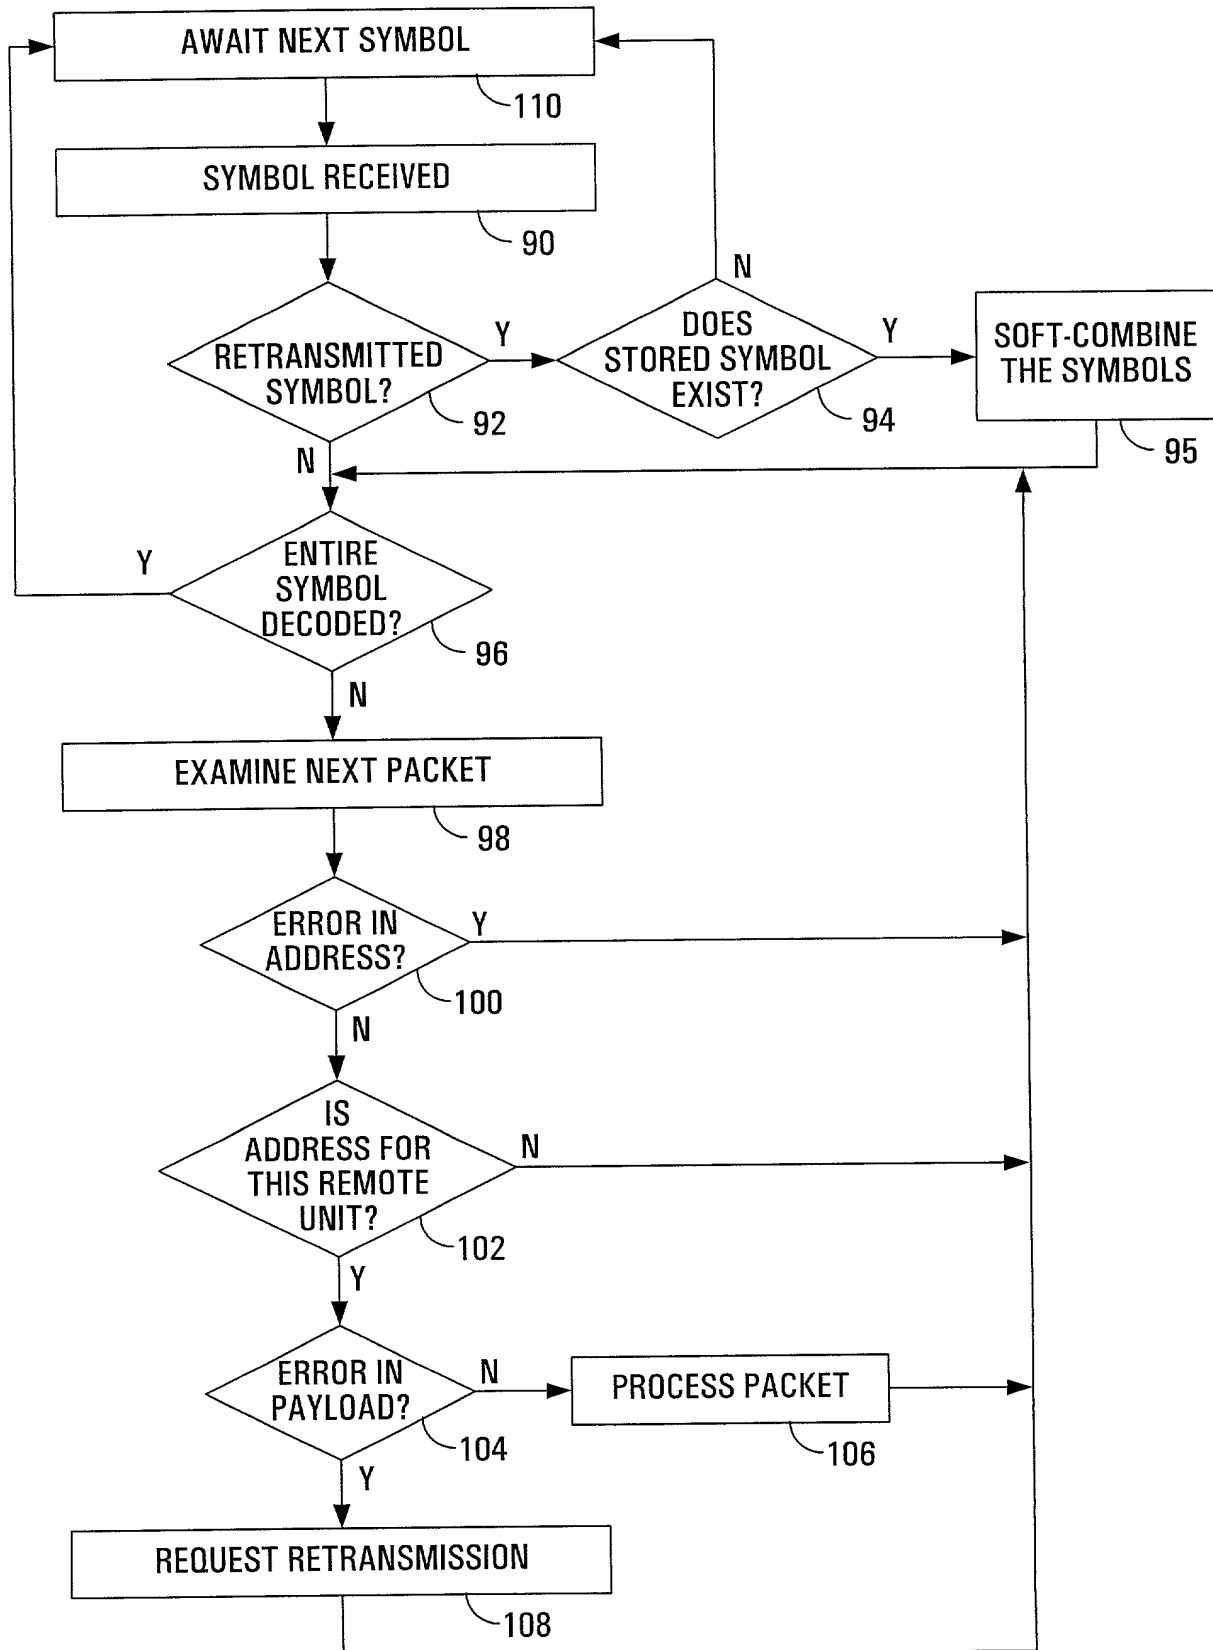 AWAIT NEXT SYMBOL
110
SYMBOL RECEIVED
90
RETRANSMITTED
SYMBOL?
92
Y
N
DOES
STORED SYMBOL
EXIST?
94
N
Y
SOFT-COMBINE
THE SYMBOLS
95
ENTIRE
SYMBOL
DECODED?
96
Y
N
EXAMINE NEXT PACKET
98
ERROR IN
ADDRESS?
100
Y
N
IS
ADDRESS FOR
THIS REMOTE
UNIT?
102
N
Y
ERROR IN
PAYLOAD?
104
N
PROCESS PACKET
106
Y
REQUEST RETRANSMISSION
108